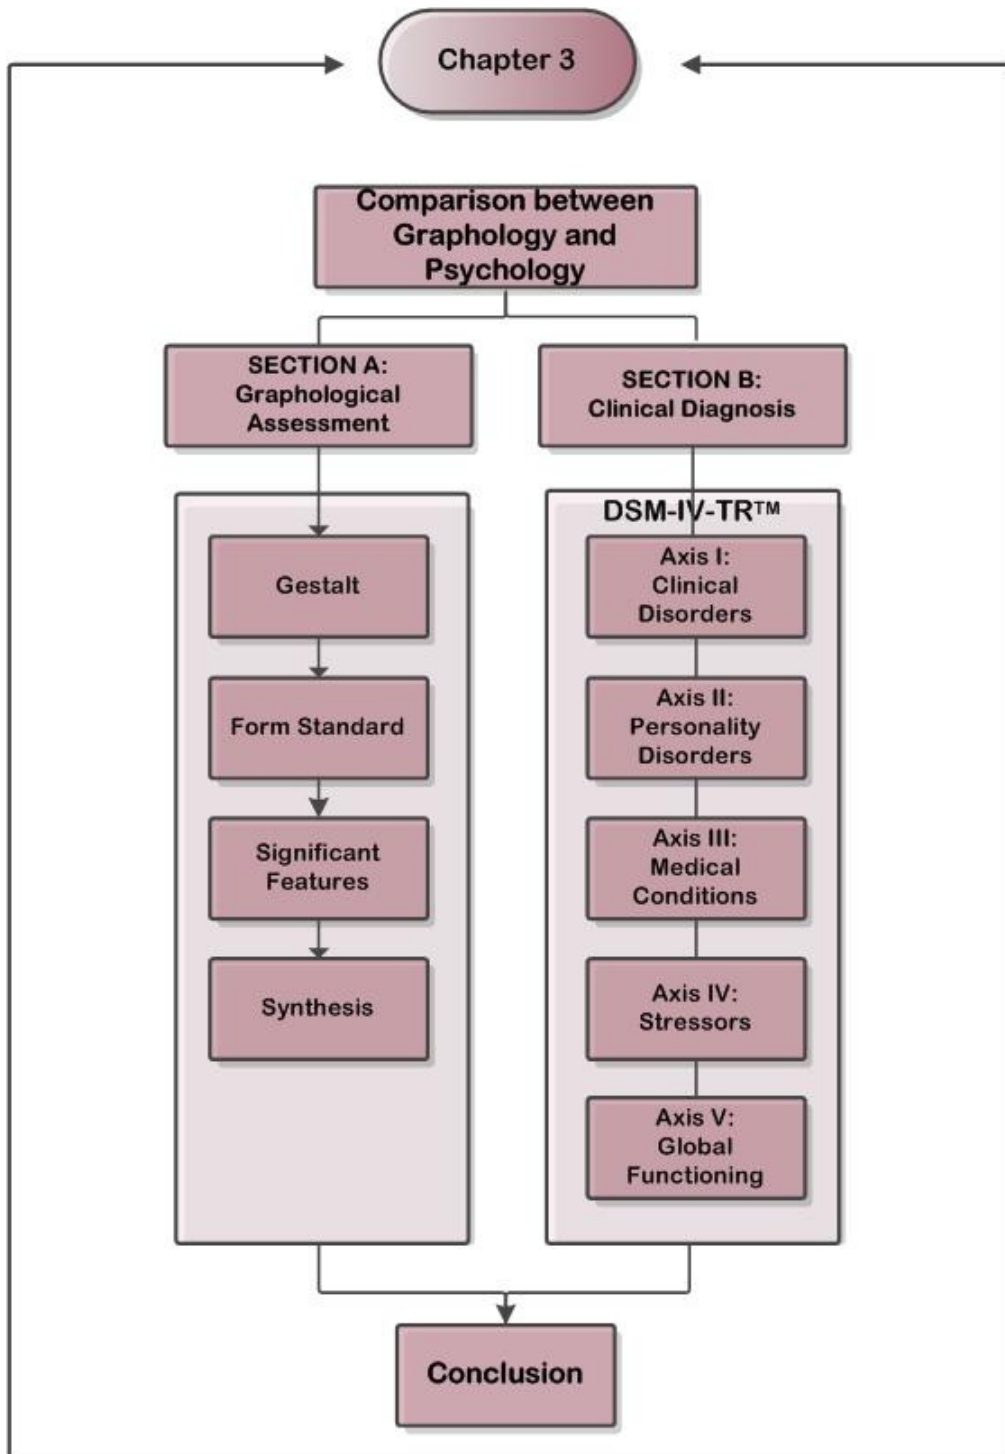 Chapter 3
Comparison between
Graphology and
Psychology
SECTION A:
Graphological
Assessment
Gestalt
Form Standard
Significant
Features
Synthesis
SECTION B:
Clinical Diagnosis
DSM-IV-TR™
Axis I:
Clinical
Disorders
Axis II:
Personality
Disorders
Axis III:
Medical
Conditions
Axis IV:
Stressors
Axis V:
Global
Functioning
Conclusion